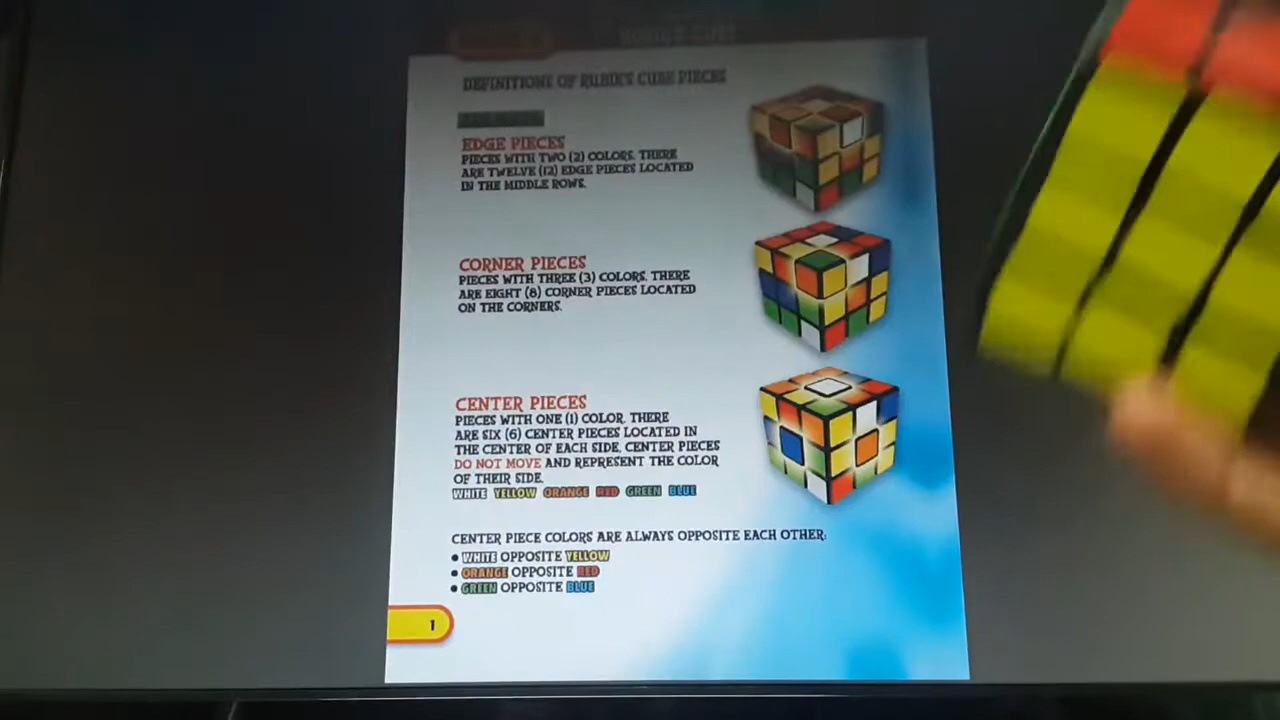 DEFINITIONS OF RUBIK'S CUBE PIECES
EDGE PIECES
PIECES WITH TWO (2) COLORS. THERE
ARE TWELVE (12) EDGE PIECES LOCATED
IN THE MIDDLE ROWS.
CORNER PIECES
PIECES WITH THREE (3) COLORS. THERE
ARE EIGHT (8) CORNER PIECES LOCATED
ON THE CORNERS.
CENTER PIECES
PIECES WITH ONE (1) COLOR. THERE
ARE SIX (6) CENTER PIECES LOCATED IN
THE CENTER OF EACH SIDE. CENTER PIECES
DO NOT MOVE AND REPRESENT THE COLOR
OF THEIR SIDE.
WHITE YELLOW ORANGE RED GREEN BLUE
CENTER PIECE COLORS ARE ALWAYS OPPOSITE EACH OTHER:
• WHITE OPPOSITE YELLOW
• ORANGE OPPOSITE RED
• GREEN OPPOSITE BLUE
1